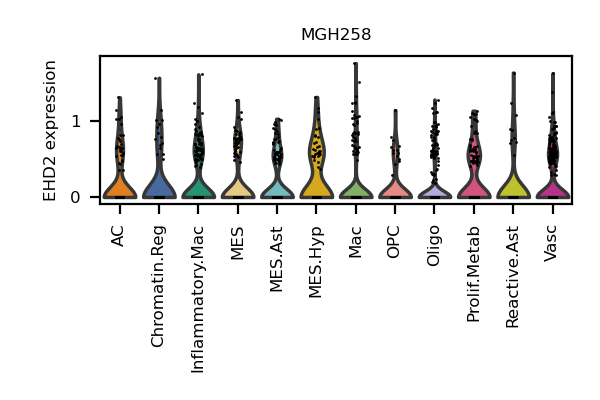 MGH258
EHD2 expression
1
0
AC
Chromatin.Reg
Inflammatory.Mac
MES
MES.Ast
MES.Hyp
Mac
OPC
Oligo
Prolif.Metab
Reactive.Ast
Vasc